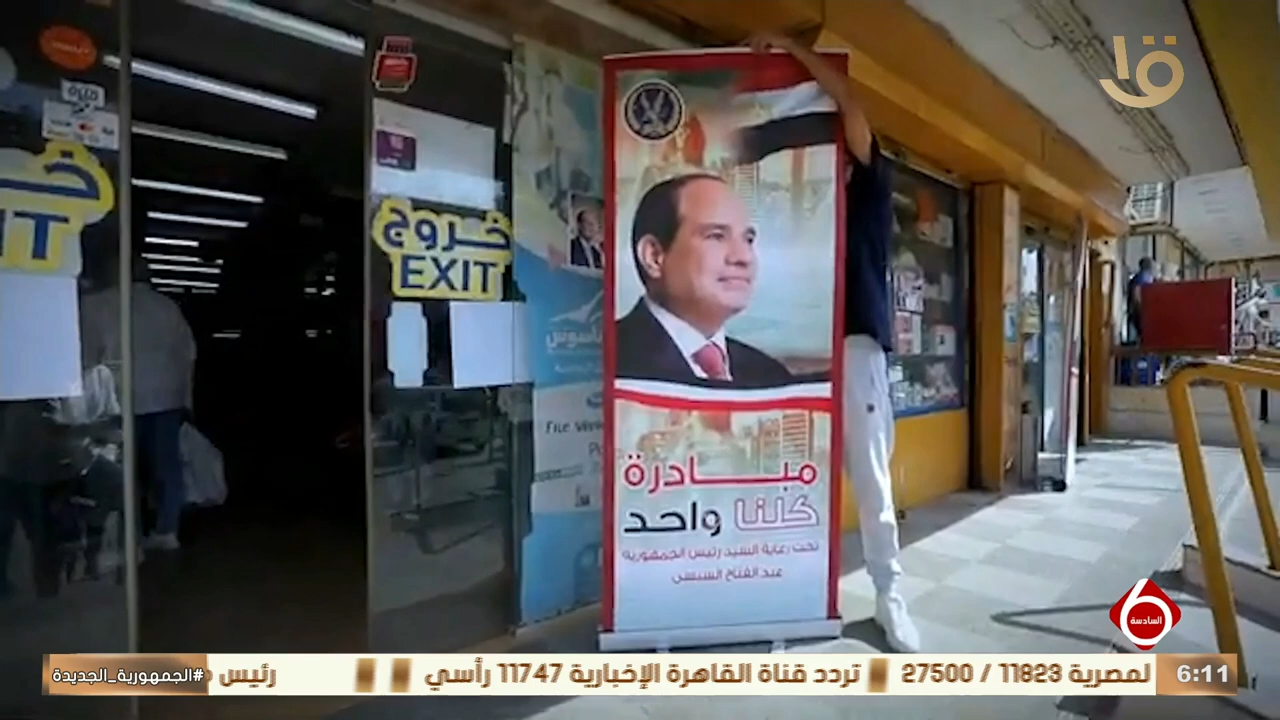 خروج
EXIT
مبادرة
كلنا واحد
تحت رعاية السيد رئيس الجمهورية
عبد الفتاح السيسي
السادسة
#الجمهورية_الجديدة
رئيس
تردد قناة القاهرة الإخبارية 11747 رأسي
لمصرية 11823 / 27500
6:11